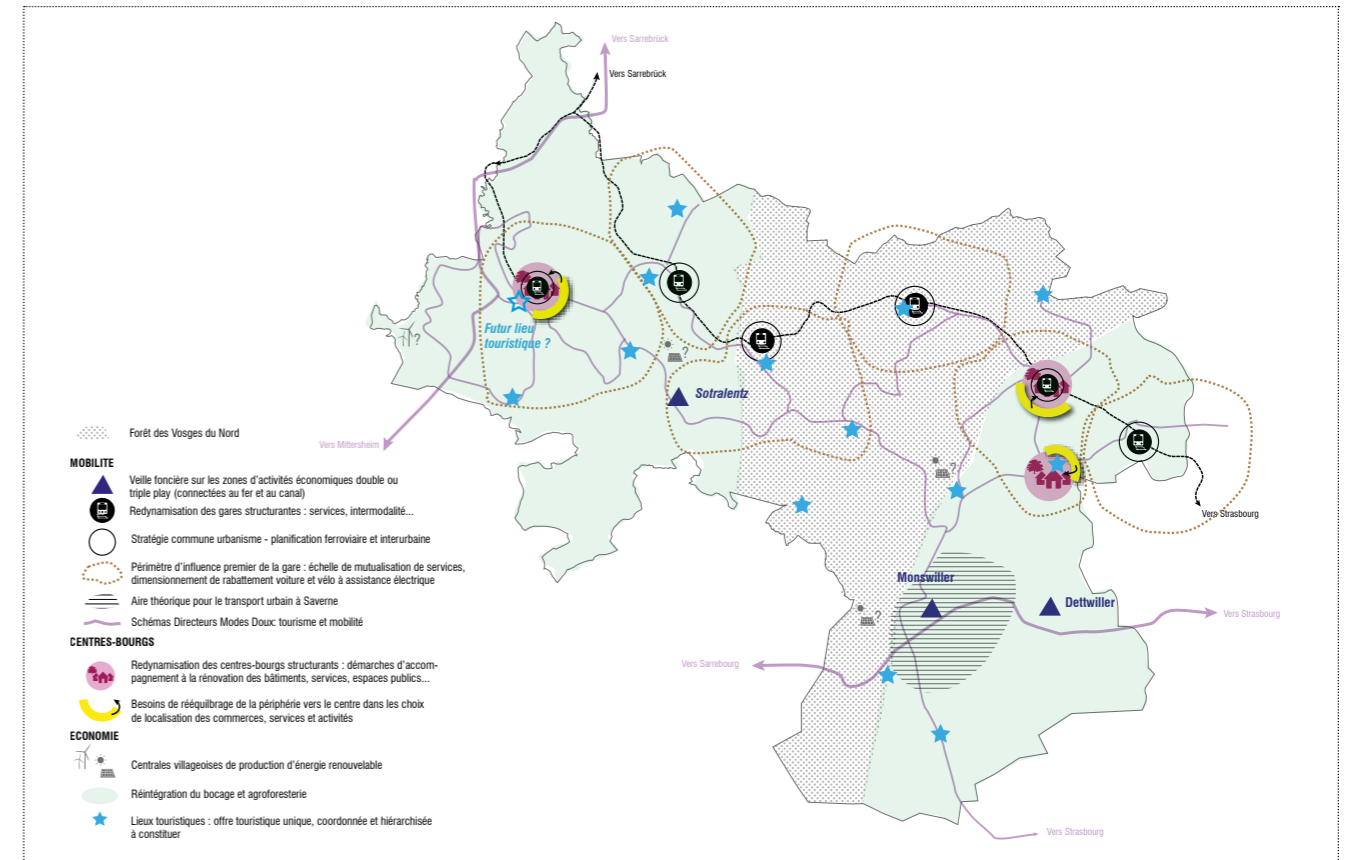 Vers Sarrebrück
Vers Sarrebrück
Futur lieu
touristique ?
?
?
Sotralentz
Vers Mittersheim
?
Vers Strasbourg
Monswiller
Dettwiller
?
Vers Strasbourg
Vers Sarrebourg
Vers Strasbourg
Forêt des Vosges du Nord
MOBILITE
Veille foncière sur les zones d'activités économiques double ou
triple play (connectées au fer et au canal)
Redynamisation des gares structurantes : services, intermodalité...
Stratégie commune urbanisme - planification ferroviaire et interurbaine
Périmètre d'influence premier de la gare : échelle de mutualisation de services,
dimensionnement de rabattement voiture et vélo à assistance électrique
Aire théorique pour le transport urbain à Saverne
Schémas Directeurs Modes Doux: tourisme et mobilité
CENTRES-BOURGS
Redynamisation des centres-bourgs structurants : démarches d'accom-
pagnement à la rénovation des bâtiments, services, espaces publics...
Besoins de rééquilbrage de la périphérie vers le centre dans les choix
de localisation des commerces, services et activités
ECONOMIE
Centrales villageoises de production d'énergie renouvelable
Réintégration du bocage et agroforesterie
Lieux touristiques : offre touristique unique, coordonnée et hiérarchisée
à constituer